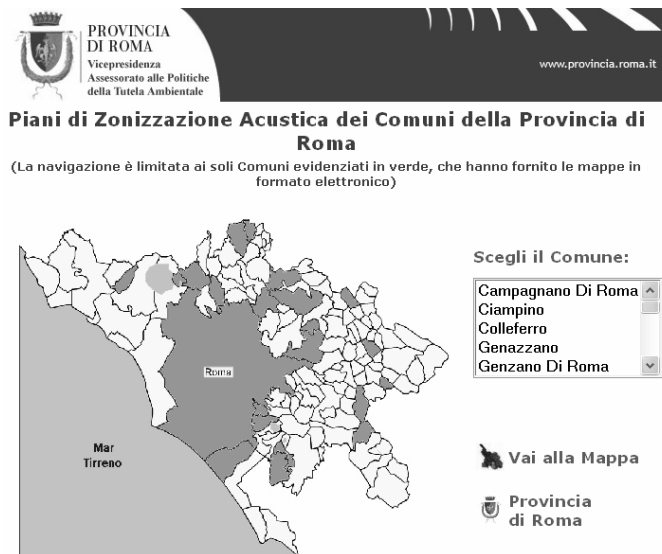 PROVINCIA
DI ROMA
Vicepresidenza
Assessorato alle Politiche
della Tutela Ambientale
www.provincia.roma.it
Piani di Zonizzazione Acustica dei Comuni della Provincia di
Roma
(La navigazione è limitata ai soli Comuni evidenziati in verde, che hanno fornito le mappe in
formato elettronico)
Scegli il Comune:
Campagnano Di Roma
Ciampino
Colleferro
Genazzano
Genzano Di Roma
Roma
Mar
Tirreno
Vai alla Mappa
Provincia
di Roma